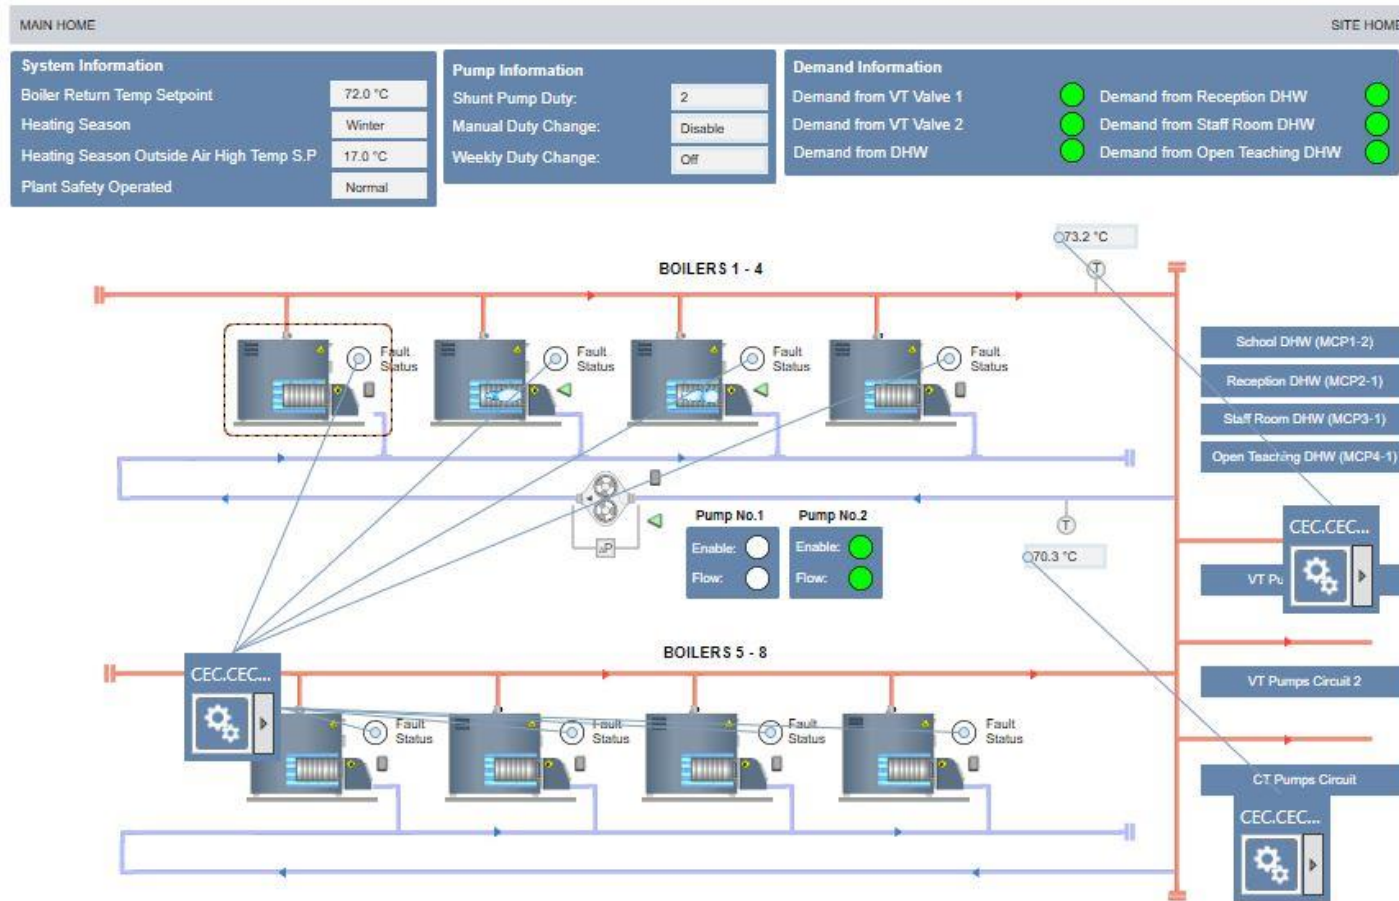 MAIN HOME
SITE HOME
System Information
Boiler Return Temp Setpoint 72.0 °C
Heating Season Winter
Heating Season Outside Air High Temp S.P 17.0 °C
Plant Safety Operated Normal
Pump Information
Shunt Pump Duty: 2
Manual Duty Change: Disable
Weekly Duty Change: Off
Demand Information
Demand from VT Valve 1
Demand from Reception DHW
Demand from VT Valve 2
Demand from Staff Room DHW
Demand from DHW
Demand from Open Teaching DHW
73.2 °C
BOILERS 1 - 4
T
Fault
Status
Fault
Status
Fault
Status
Fault
Status
School DHW (MCP1-2)
Reception DHW (MCP2-1)
Staff Room DHW (MCP3-1)
Open Teaching DHW (MCP4-1)
Pump No.1
Enable:
Flow:
Pump No.2
Enable:
Flow:
ΔP
T
70.3 °C
CEC.CEC...
VT Pu
BOILERS 5 - 8
CEC.CEC...
Fault
Status
Fault
Status
Fault
Status
Fault
Status
VT Pumps Circuit 2
CT Pumps Circuit
CEC.CEC...